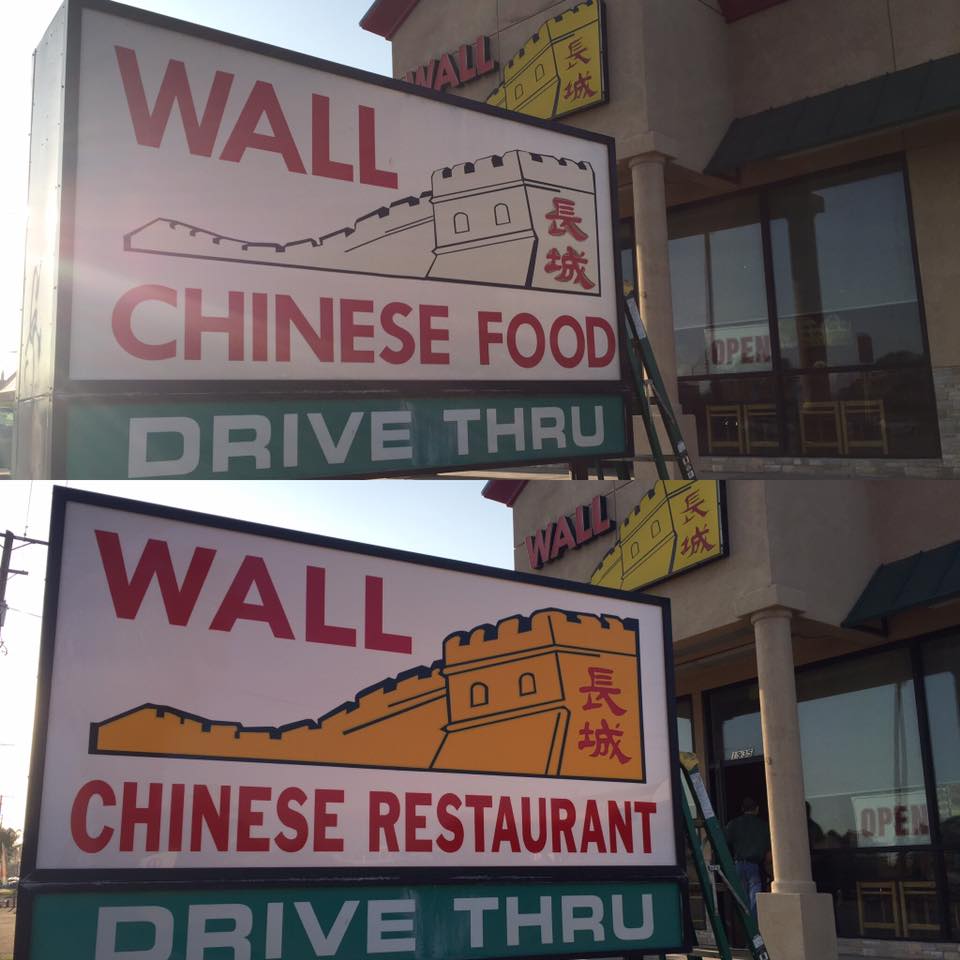 WALL
長
城
WALL
長
城
CHINESE FOOD
DRIVE THRU
OPEN
WALL
長
城
WALL
長
城
CHINESE RESTAURANT
DRIVE THRU
1935
OPEN